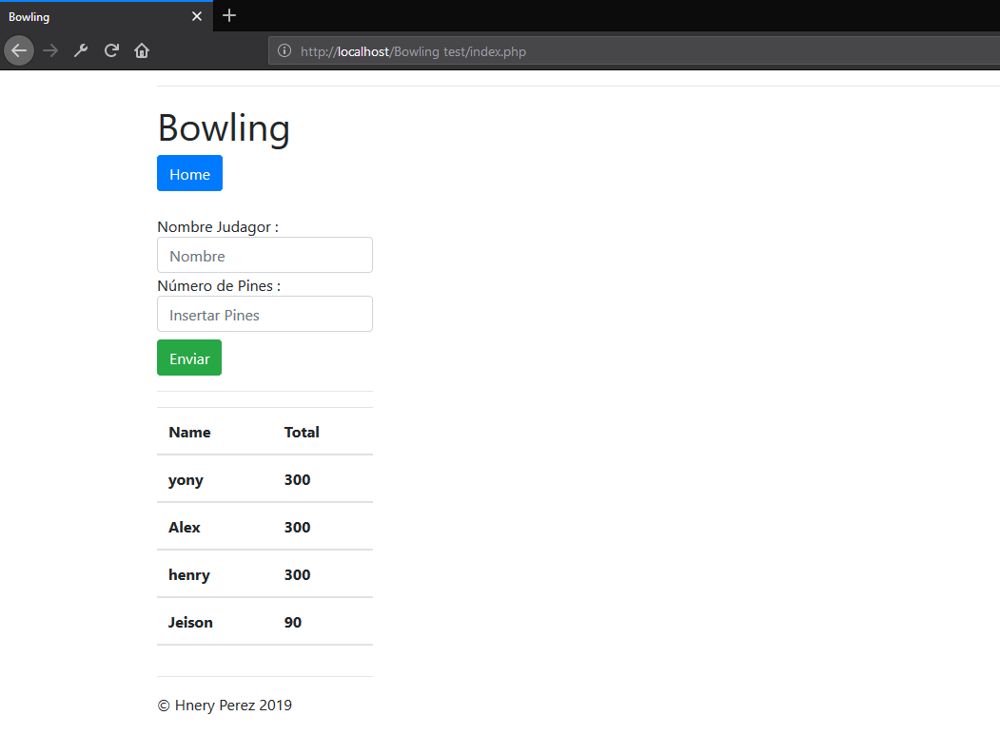 Bowling
http://localhost/Bowling test/index.php
Bowling
Home
Nombre Judagor :
Nombre
Número de Pines :
Insertar Pines
Enviar
Name Total
yony 300
Alex 300
henry 300
Jeison 90
© Hnery Perez 2019